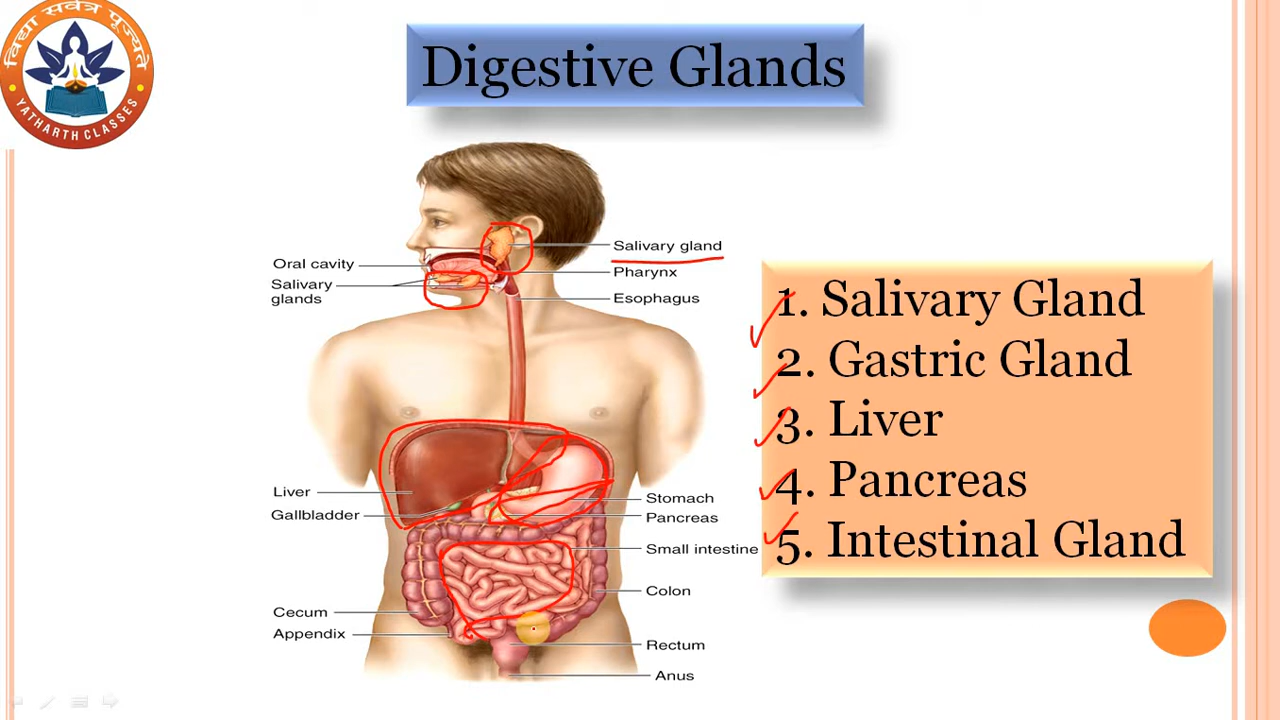 विद्या सर्वत्र पूज्यते
YATHARTH CLASSES
Digestive Glands
Salivary gland
Oral cavity
Pharynx
Salivary
glands
Esophagus
1. Salivary Gland
2. Gastric Gland
3. Liver
4. Pancreas
5. Intestinal Gland
Liver
Gallbladder
Stomach
Pancreas
Small intestine
Colon
Cecum
Appendix
Rectum
Anus